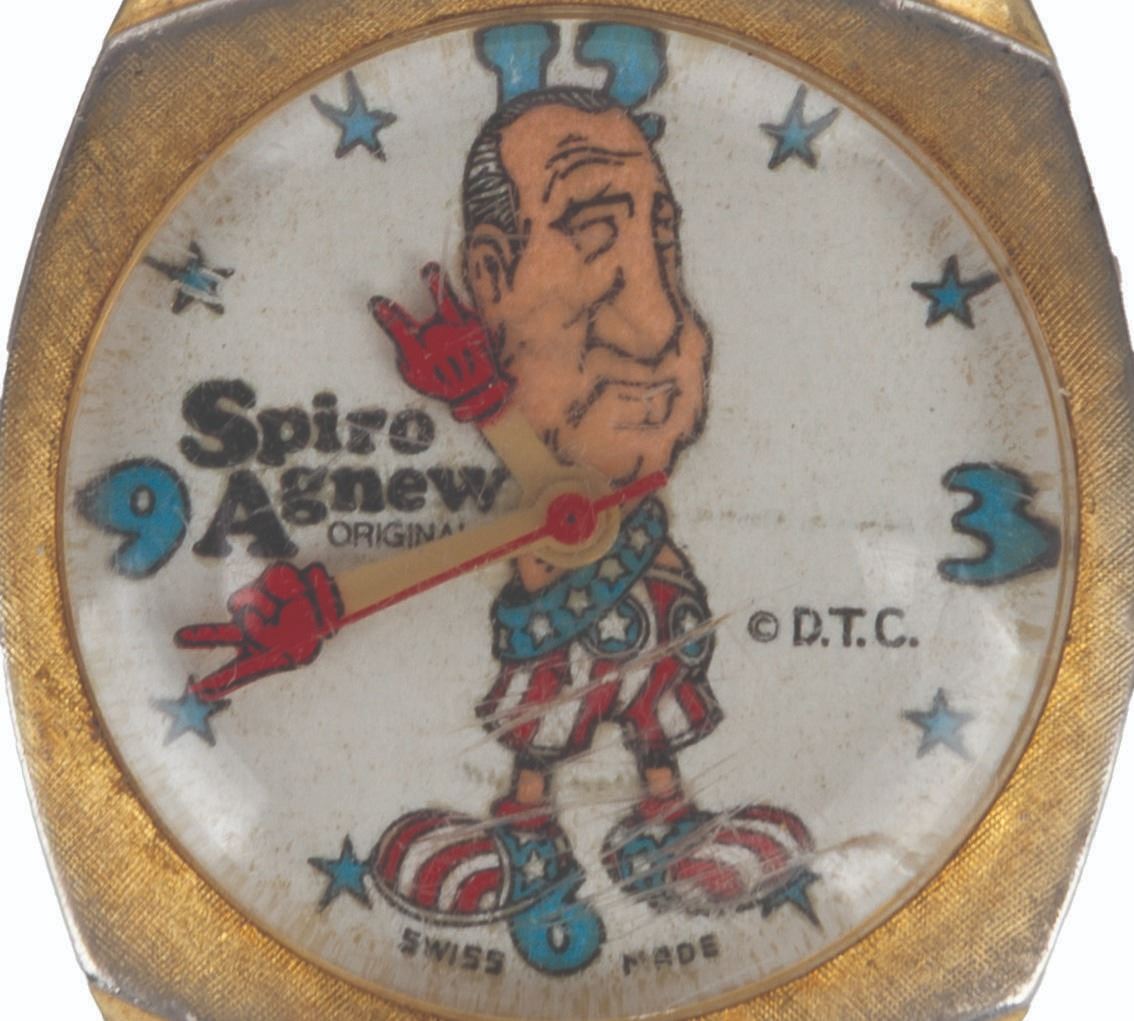 12
Spiro
Agnew
ORIGINAL
9
3
© D.T.C.
6
SWISS MADE